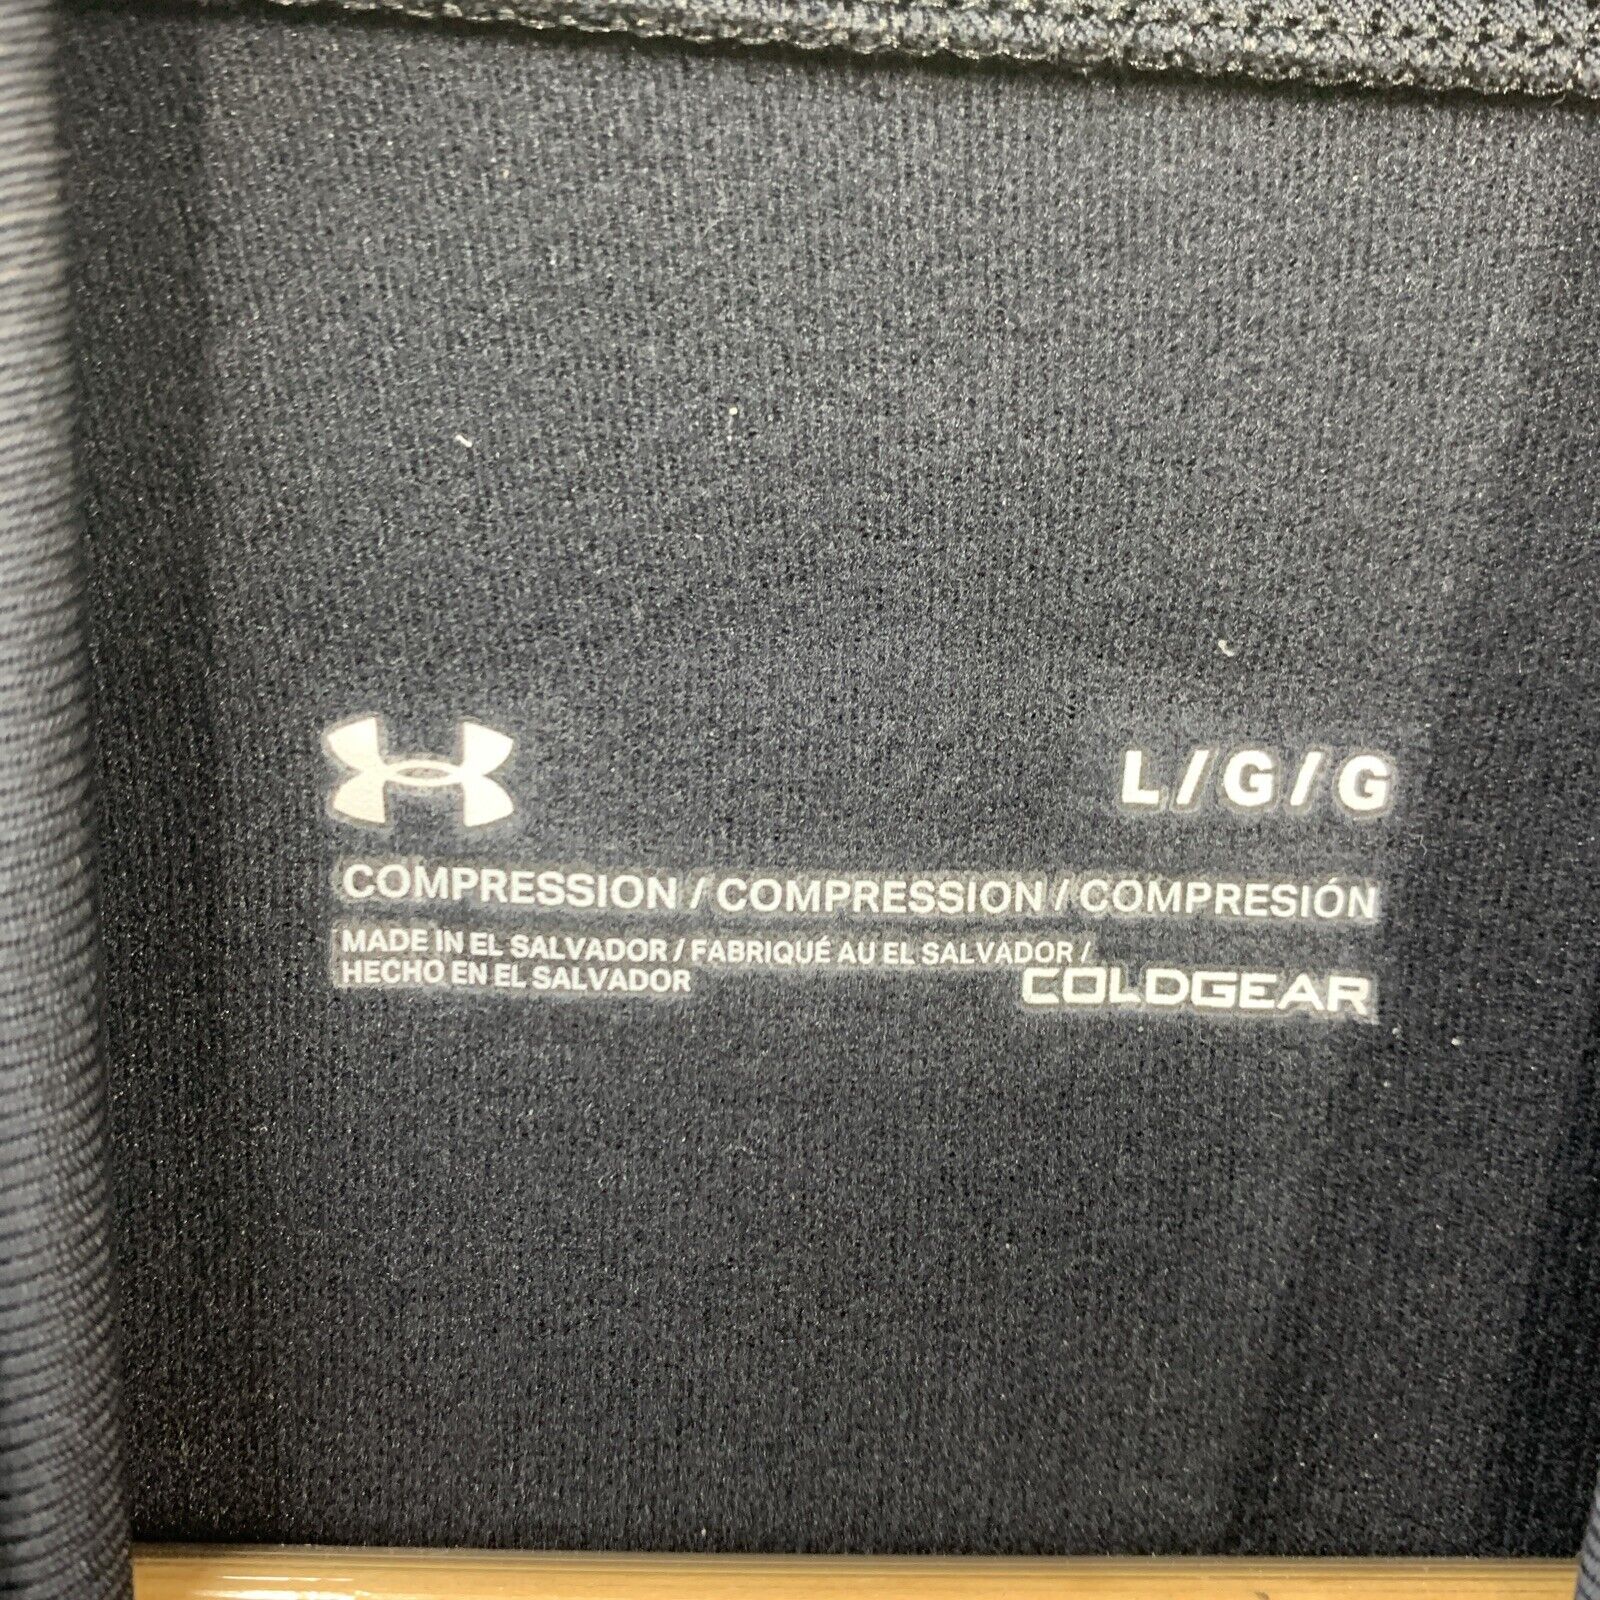 L / G / G
COMPRESSION / COMPRESSION / COMPRESIÓN
MADE IN EL SALVADOR / FABRIQUÉ AU EL SALVADOR /
HECHO EN EL SALVADOR
COLDGEAR